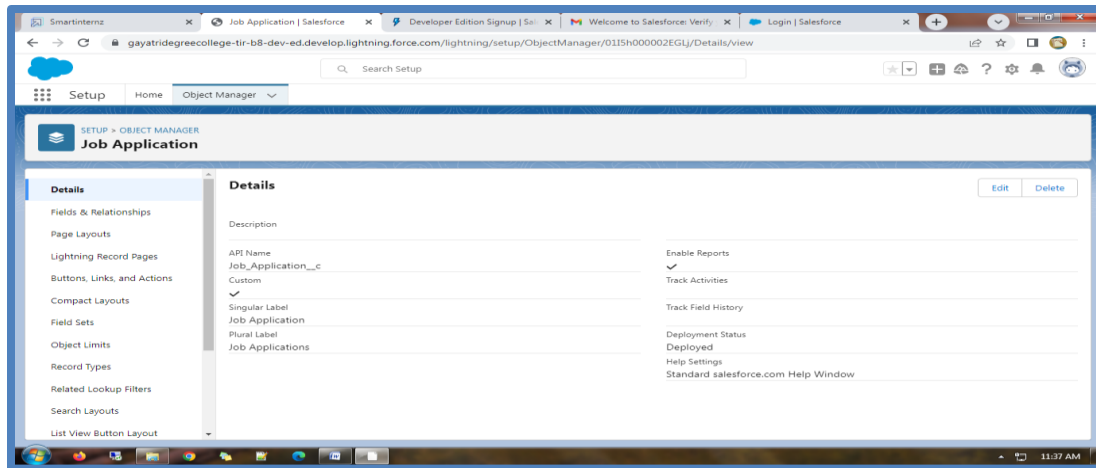 Smartinternz
Job Application | Salesforce
Developer Edition Signup | Sal
Welcome to Salesforce: Verify
Login | Salesforce
gayatridegreecollege-tir-b8-dev-ed.develop.lightning.force.com/lightning/setup/ObjectManager/01I5h000002EGLj/Details/view
Search Setup
Setup
Home
Object Manager
SETUP > OBJECT MANAGER
Job Application
Details
Fields & Relationships
Page Layouts
Lightning Record Pages
Buttons, Links, and Actions
Compact Layouts
Field Sets
Object Limits
Record Types
Related Lookup Filters
Search Layouts
List View Button Layout
Details
Edit
Delete
Description
API Name
Job_Application__c
Custom
Singular Label
Job Application
Plural Label
Job Applications
Enable Reports
Track Activities
Track Field History
Deployment Status
Deployed
Help Settings
Standard salesforce.com Help Window
11:37 AM